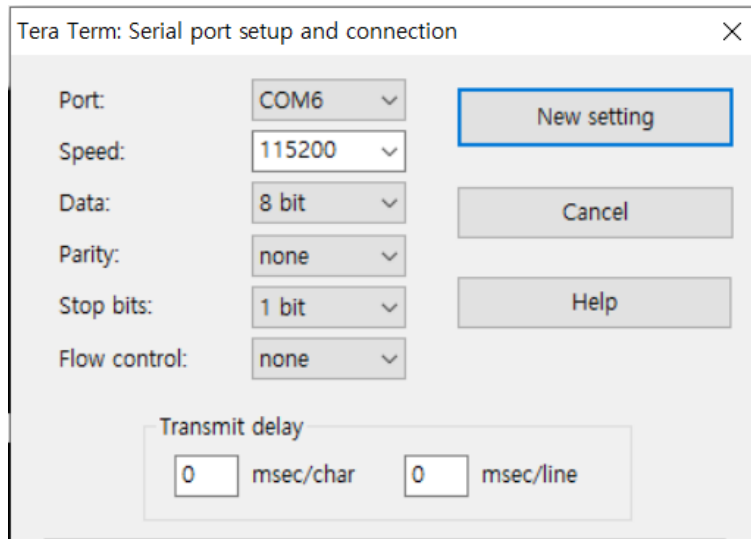 Tera Term: Serial port setup and connection
Port: COM6
New setting
Speed: 115200
Data: 8 bit
Cancel
Parity: none
Stop bits: 1 bit
Help
Flow control: none
Transmit delay
0 msec/char 0 msec/line